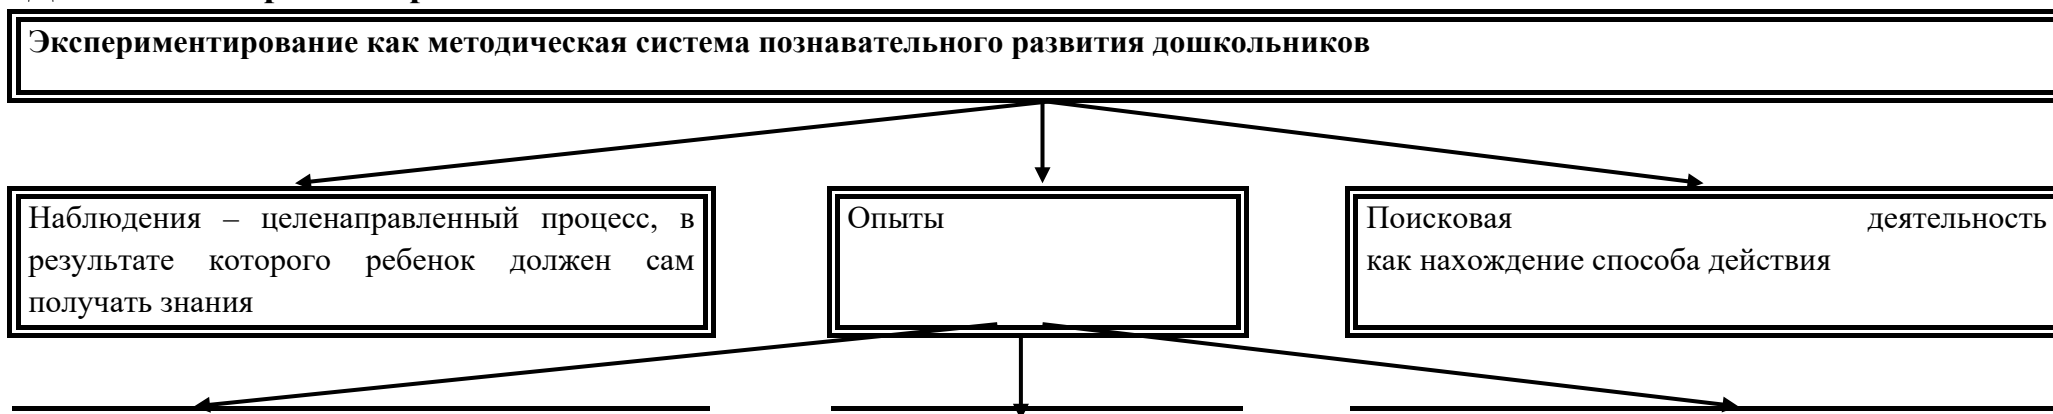 Экспериментирование как методическая система познавательного развития дошкольников
Наблюдения – целенаправленный процесс, в
результате которого ребенок должен сам
получать знания
Опыты
Поисковая деятельность
как нахождение способа действия